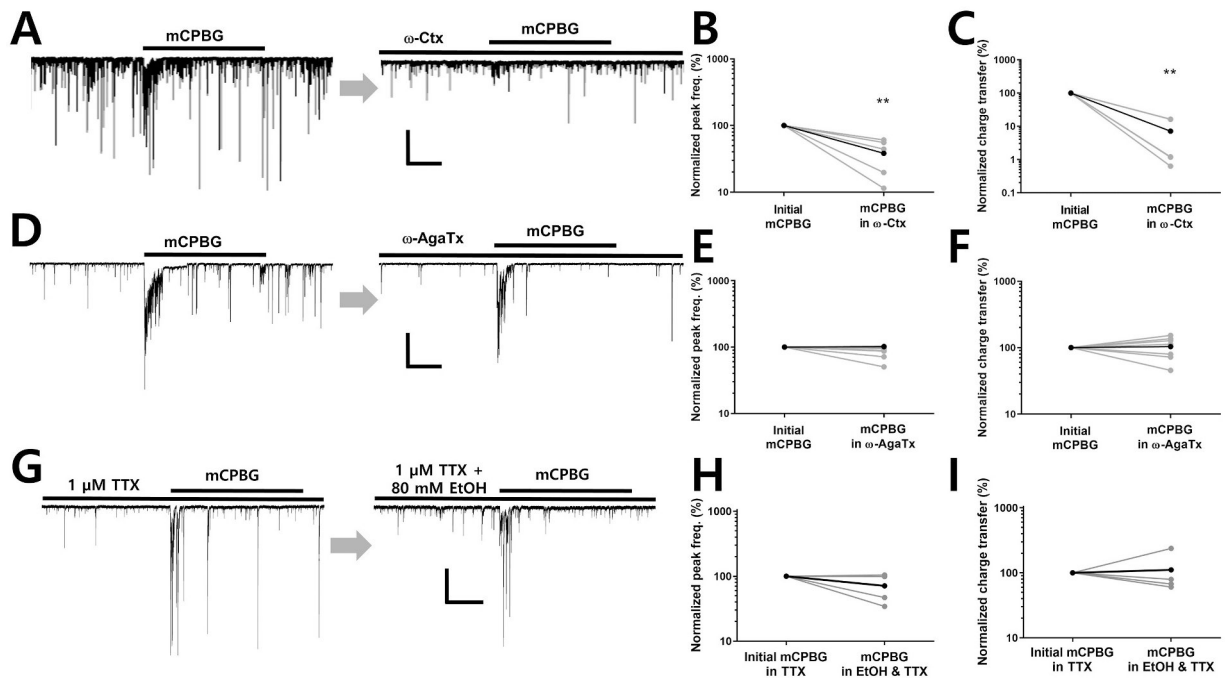 A
mCPBG
ω-Ctx
mCPBG
B
Normalized peak freq. (%)
1000
100
10
**
Initial
mCPBG
mCPBG
in ω-Ctx
C
Normalized charge transfer (%)
1000
100
10
1
0.1
**
Initial
mCPBG
mCPBG
in ω-Ctx
D
mCPBG
ω-AgaTx
mCPBG
E
Normalized peak freq. (%)
1000
100
10
Initial
mCPBG
mCPBG
in ω-AgaTx
F
Normalized charge transfer (%)
1000
100
10
Initial
mCPBG
mCPBG
in ω-AgaTx
G
1 µM TTX
mCPBG
1 µM TTX +
80 mM EtOH
mCPBG
H
Normalized peak freq. (%)
1000
100
10
Initial mCPBG
in TTX
mCPBG
in EtOH & TTX
I
Normalized charge transfer (%)
1000
100
10
Initial mCPBG
in TTX
mCPBG
in EtOH & TTX